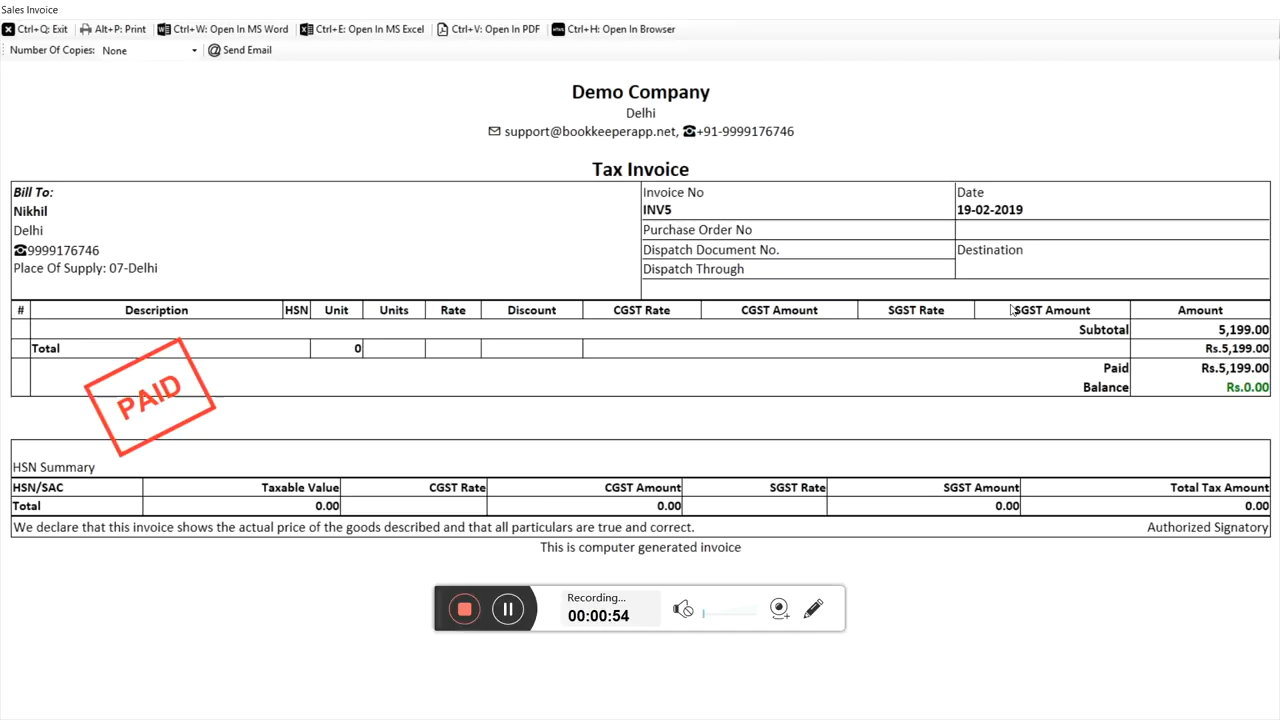 Sales Invoice
Ctrl+Q: Exit Alt+P: Print Ctrl+W: Open In MS Word Ctrl+E: Open In MS Excel Ctrl+V: Open In PDF Ctrl+H: Open In Browser
Number Of Copies: None Send Email
Demo Company
Delhi
support@bookkeeperapp.net, +91-9999176746
Tax Invoice
Bill To:
Nikhil
Delhi
9999176746
Place Of Supply: 07-Delhi
Invoice No
INV5
Date
19-02-2019
Purchase Order No
Dispatch Document No.
Destination
Dispatch Through
# Description HSN Unit Units Rate Discount CGST Rate CGST Amount SGST Rate SGST Amount Amount
Subtotal 5,199.00
Total 0 Rs.5,199.00
Paid Rs.5,199.00
Balance Rs.0.00
PAID
HSN Summary
HSN/SAC Taxable Value CGST Rate CGST Amount SGST Rate SGST Amount Total Tax Amount
Total 0.00 0.00 0.00 0.00
We declare that this invoice shows the actual price of the goods described and that all particulars are true and correct. Authorized Signatory
This is computer generated invoice
Recording...
00:00:54